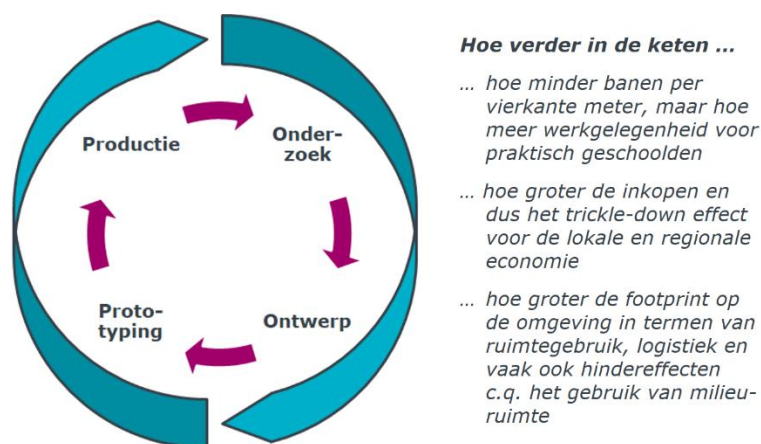 Productie
Onder-
zoek
Proto-
typing
Ontwerp
Hoe verder in de keten ...
... hoe minder banen per
vierkante meter, maar hoe
meer werkgelegenheid voor
praktisch geschoolden
... hoe groter de inkopen en
dus het trickle-down effect
voor de lokale en regionale
economie
... hoe groter de footprint op
de omgeving in termen van
ruimtegebruik, logistiek en
vaak ook hindereffecten
c.q. het gebruik van milieu-
ruimte